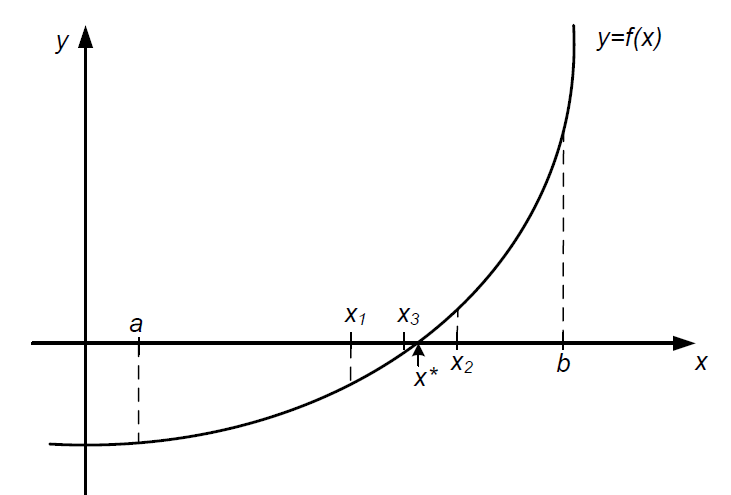 y
y=f(x)
a
x₁
x₃
x*
x₂
b
x